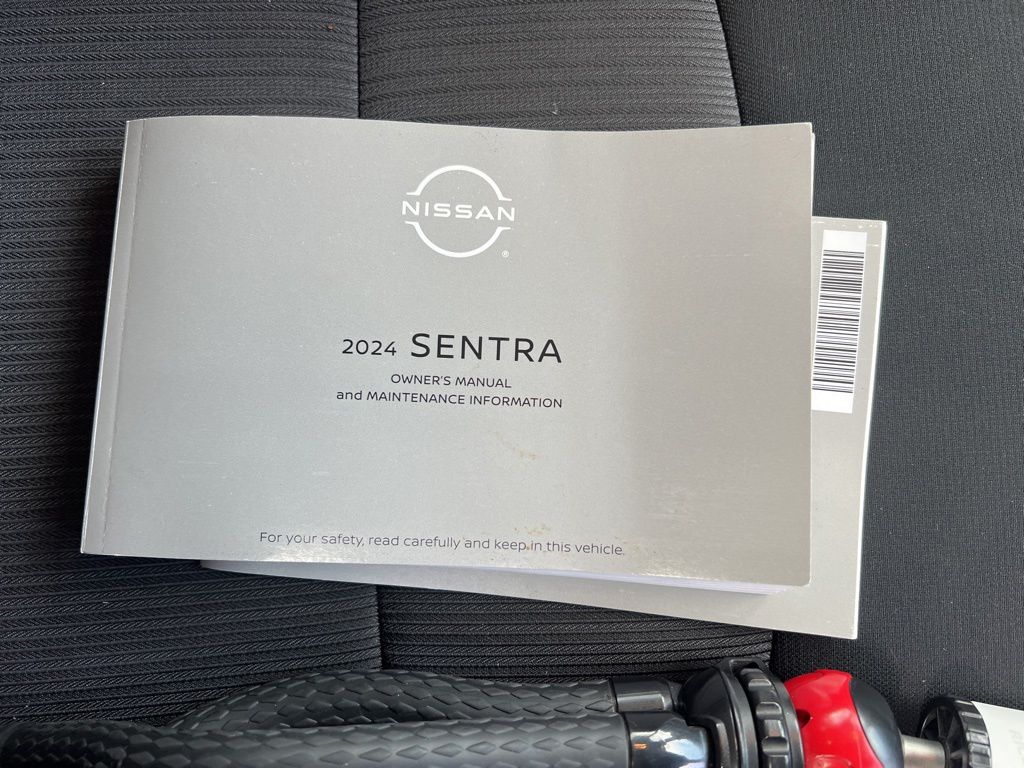 NISSAN
®
2024 SENTRA
OWNER'S MANUAL
and MAINTENANCE INFORMATION
For your safety, read carefully and keep in this vehicle.